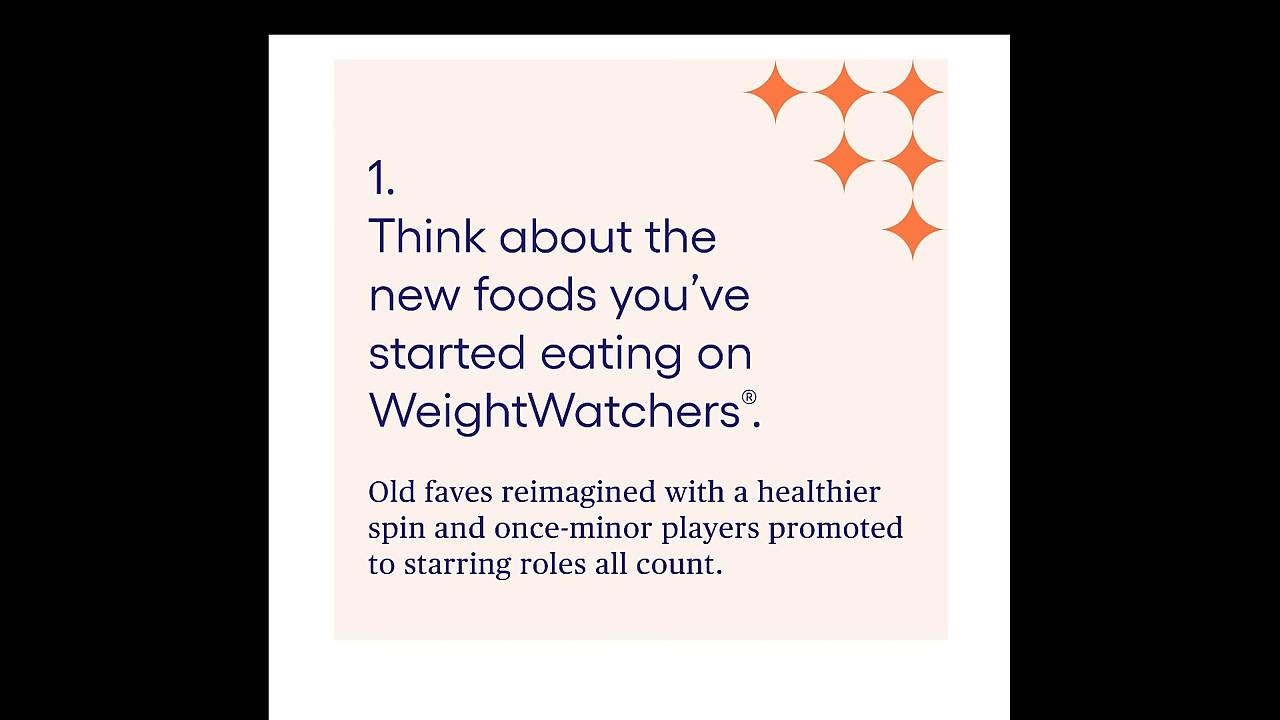 1.
Think about the
new foods you’ve
started eating on
WeightWatchers®.
Old faves reimagined with a healthier
spin and once-minor players promoted
to starring roles all count.